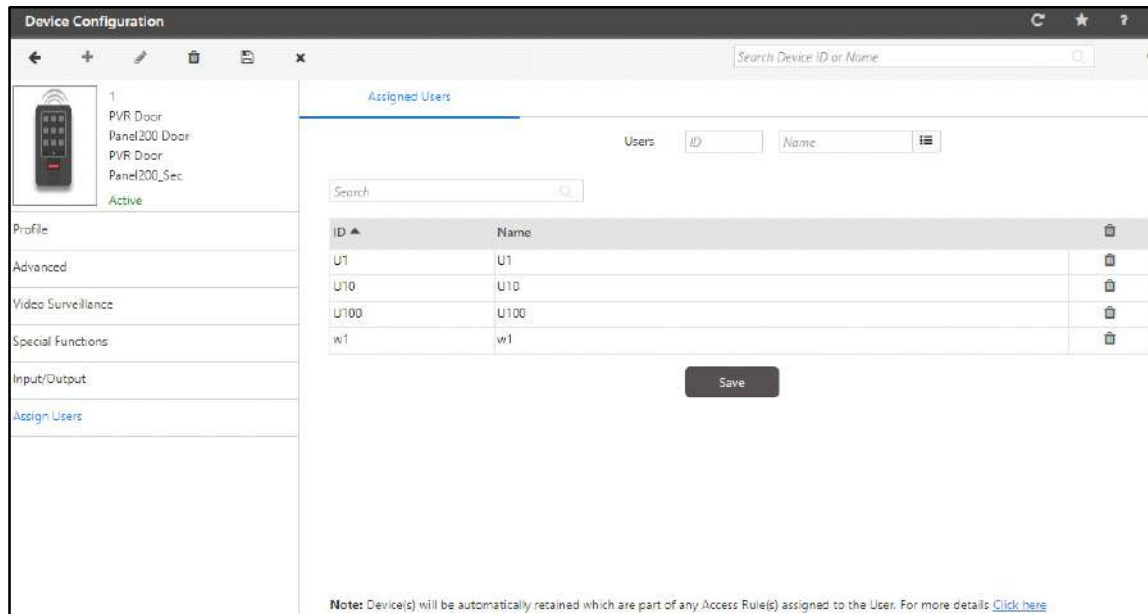 Device Configuration
?
Search Device ID or Name
1
PVR Door
Panel200 Door
PVR Door
Panel200_Sec
Active
Profile
Advanced
Video Surveillance
Special Functions
Input/Output
Assign Users
Assigned Users
Users ID Name
Search
ID Name
U1 U1
U10 U10
U100 U100
w1 w1
Save
Note: Device(s) will be automatically retained which are part of any Access Rule(s) assigned to the User. For more details Click here